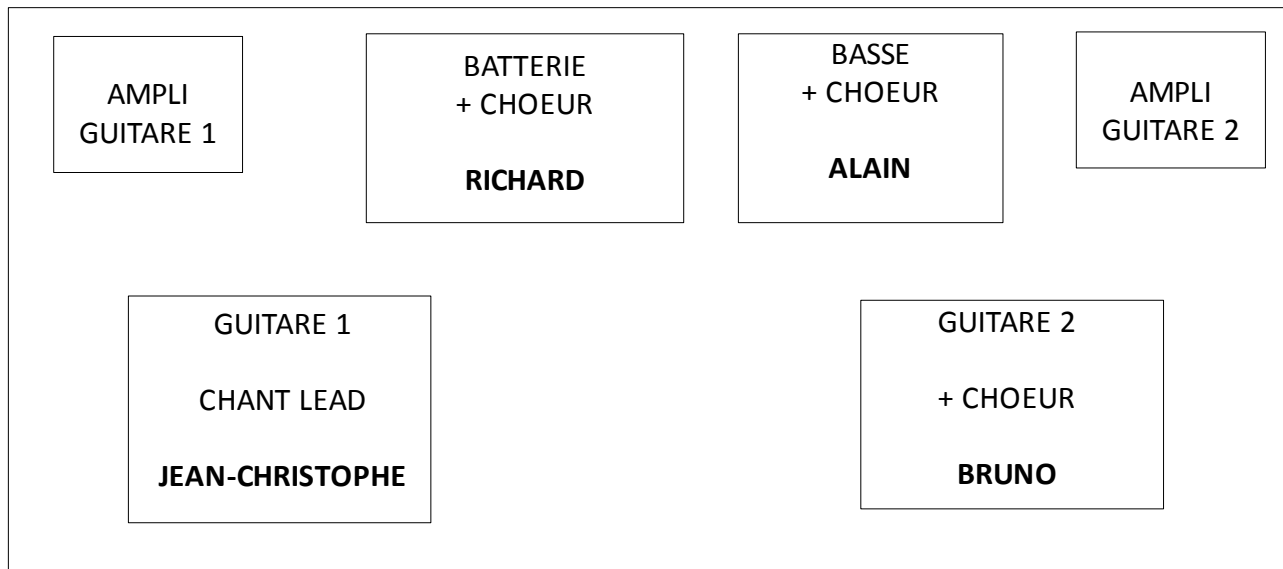 AMPLI
GUITARE 1
BATTERIE
+ CHOEUR
RICHARD
BASSE
+ CHOEUR
ALAIN
AMPLI
GUITARE 2
GUITARE 1
CHANT LEAD
JEAN-CHRISTOPHE
GUITARE 2
+ CHOEUR
BRUNO